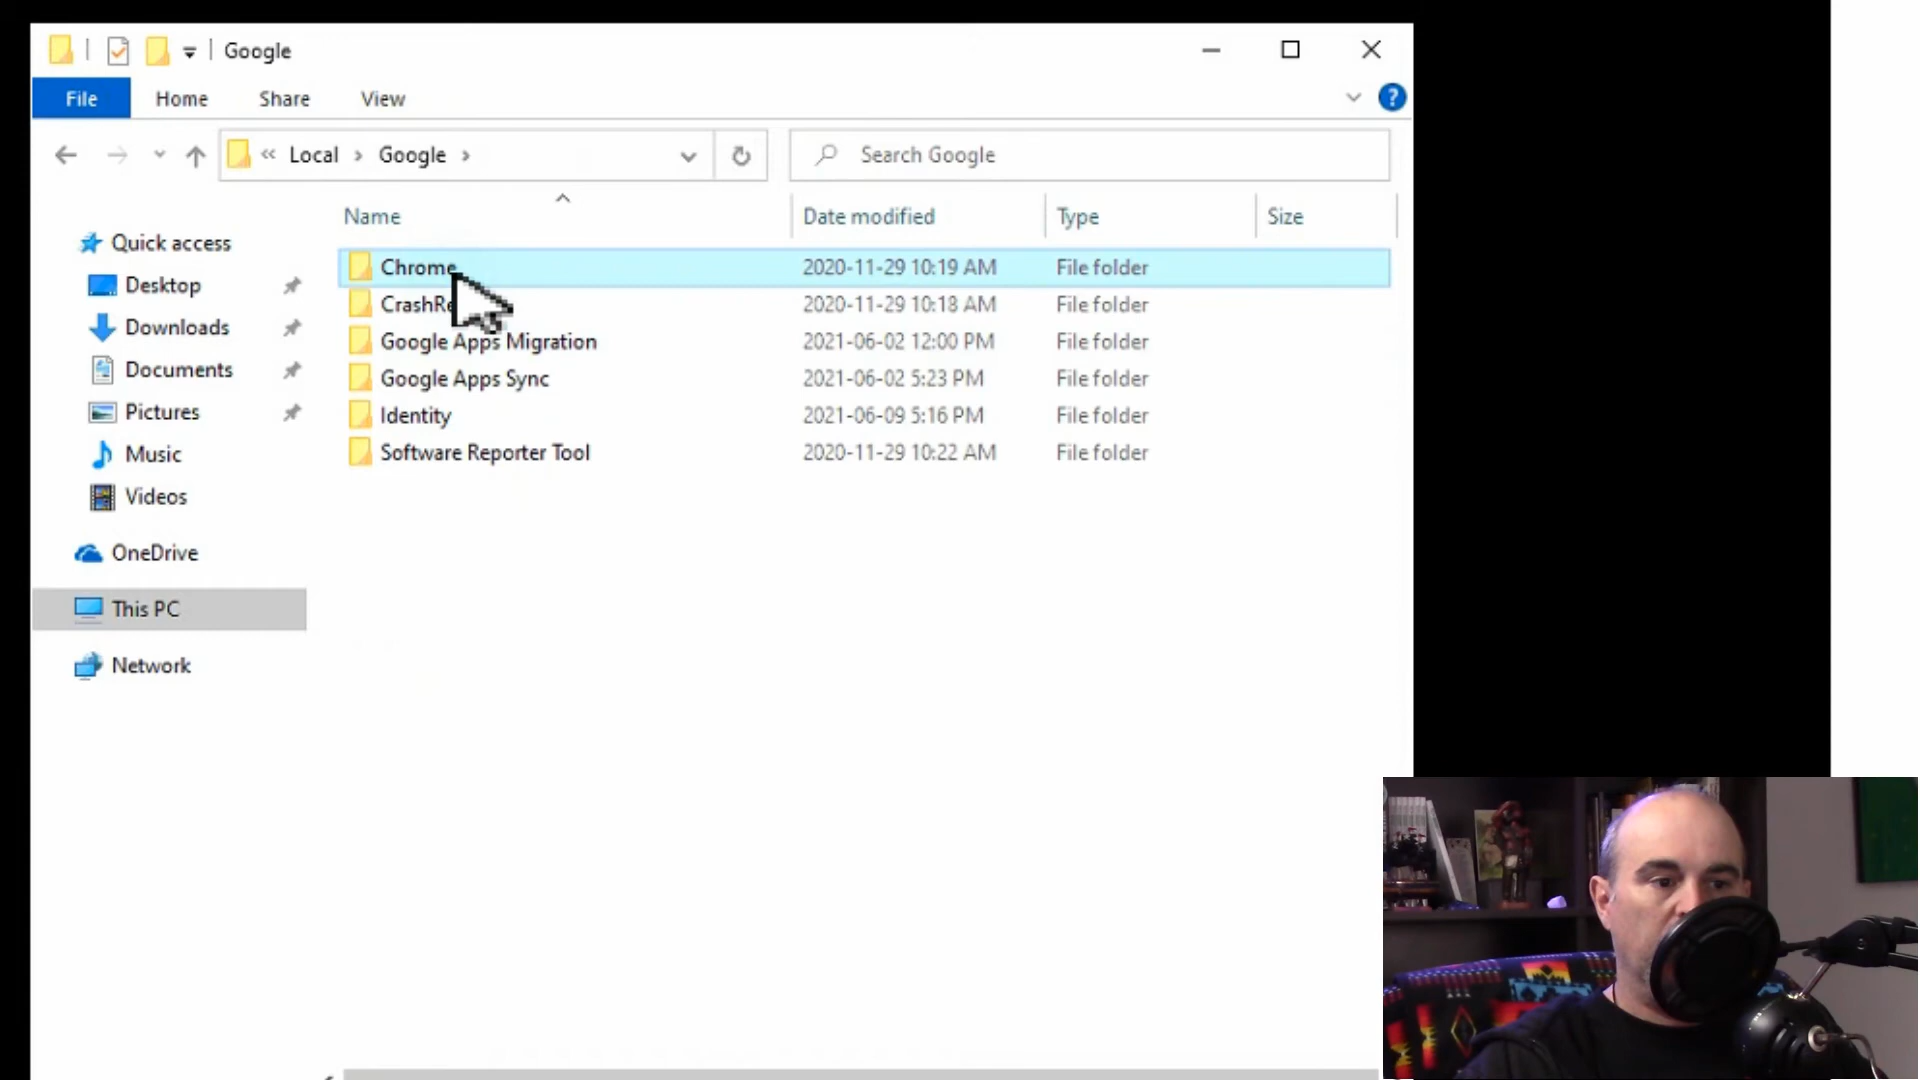 Google
File Home Share View ?
« Local > Google > Search Google
Name Date modified Type Size
Quick access
Desktop
Downloads
Documents
Pictures
Music
Videos
OneDrive
This PC
Network
Chrome 2020-11-29 10:19 AM File folder
2020-11-29 10:18 AM File folder
Google Apps Migration 2021-06-02 12:00 PM File folder
Google Apps Sync 2021-06-02 5:23 PM File folder
Identity 2021-06-09 5:16 PM File folder
Software Reporter Tool 2020-11-29 10:22 AM File folder